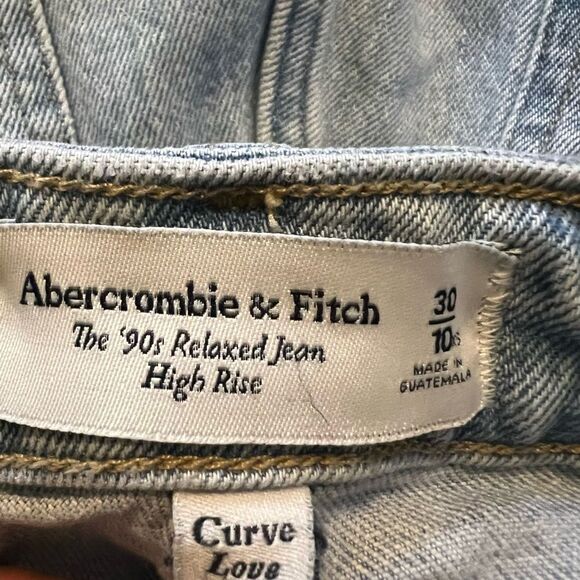 Abercrombie & Fitch
The '90s Relaxed Jean
High Rise
30
10S
MADE IN
GUATEMALA
Curve
Love